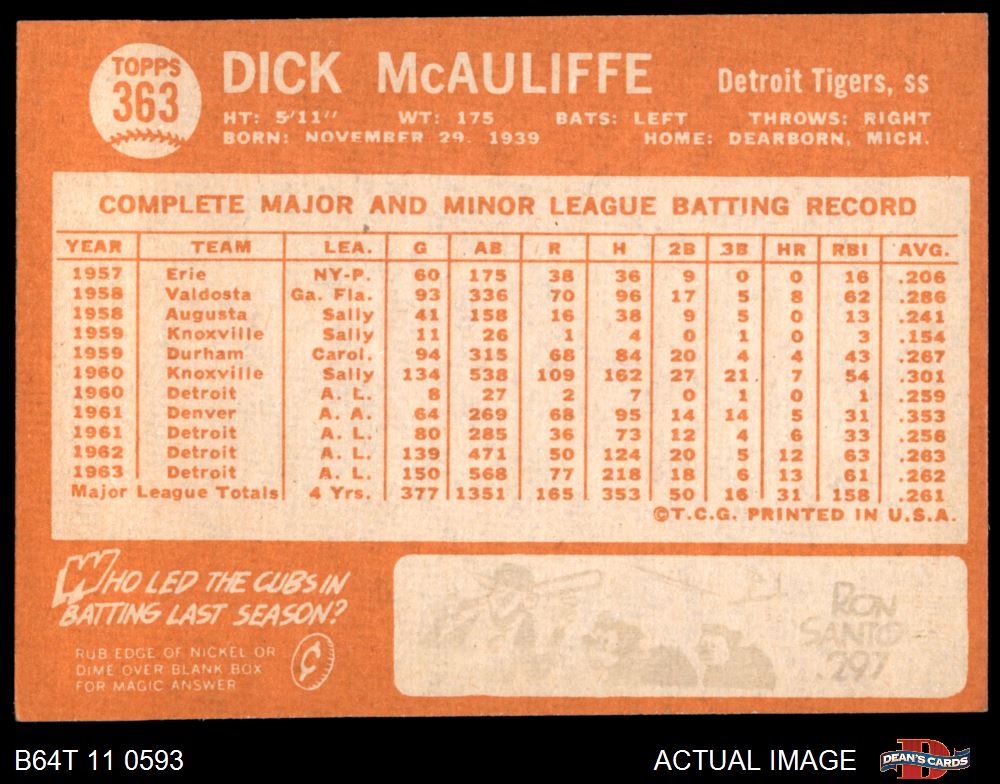 TOPPS
363
DICK McAULIFFE Detroit Tigers, ss
HT: 5'11" WT: 175 BATS: LEFT THROWS: RIGHT
BORN: NOVEMBER 29, 1939 HOME: DEARBORN, MICH.
COMPLETE MAJOR AND MINOR LEAGUE BATTING RECORD
YEAR TEAM LEA. G AB R H 2B 3B HR RBI AVG.
1957 Erie NY-P. 60 175 38 36 9 0 0 16 .206
1958 Valdosta Ga. Fla. 93 336 70 96 17 5 8 62 .286
1958 Augusta Sally 41 158 16 38 9 5 0 13 .241
1959 Knoxville Sally 11 26 1 4 0 1 0 3 .154
1959 Durham Carol. 94 315 68 84 20 4 4 43 .267
1960 Knoxville Sally 134 538 109 162 27 21 7 54 .301
1960 Detroit A. L. 8 27 2 7 0 1 0 1 .259
1961 Denver A. A. 64 269 68 95 14 14 5 31 .353
1961 Detroit A. L. 80 285 36 73 12 4 6 33 .256
1962 Detroit A. L. 139 471 50 124 20 5 12 63 .263
1963 Detroit A. L. 150 568 77 218 18 6 13 61 .262
Major League Totals 4 Yrs. 377 1351 165 353 50 16 31 158 .261
©T.C.G. PRINTED IN U.S.A.
WHO LED THE CUBS IN
BATTING LAST SEASON?
RUB EDGE OF NICKEL OR
DIME OVER BLANK BOX
FOR MAGIC ANSWER
¢
RON
SANTO
.297
B64T 11 0593 ACTUAL IMAGE DEAN'S CARDS